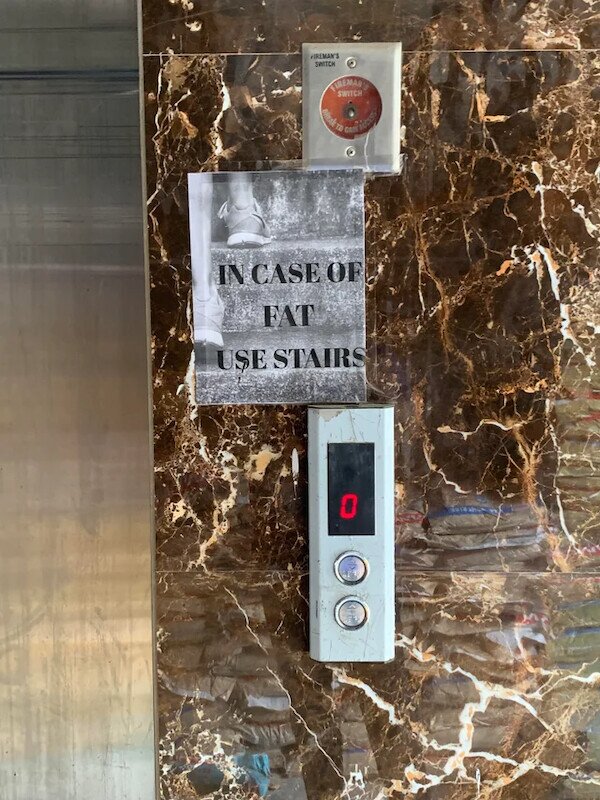 FIREMAN'S
SWITCH
FIREMAN'S
SWITCH
IN CASE OF
FAT
USE STAIRS
0